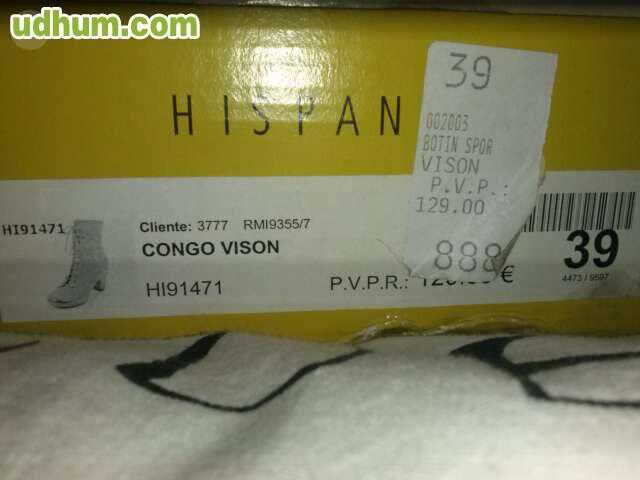 udhum.com
HISPAN
39
002003
BOTIN SPOR
VISON
P.V.P.:
129.00
888
HI91471
Cliente: 3777 RMI9355/7
CONGO VISON
HI91471
P.V.P.R.: €
39
4473 / 9597